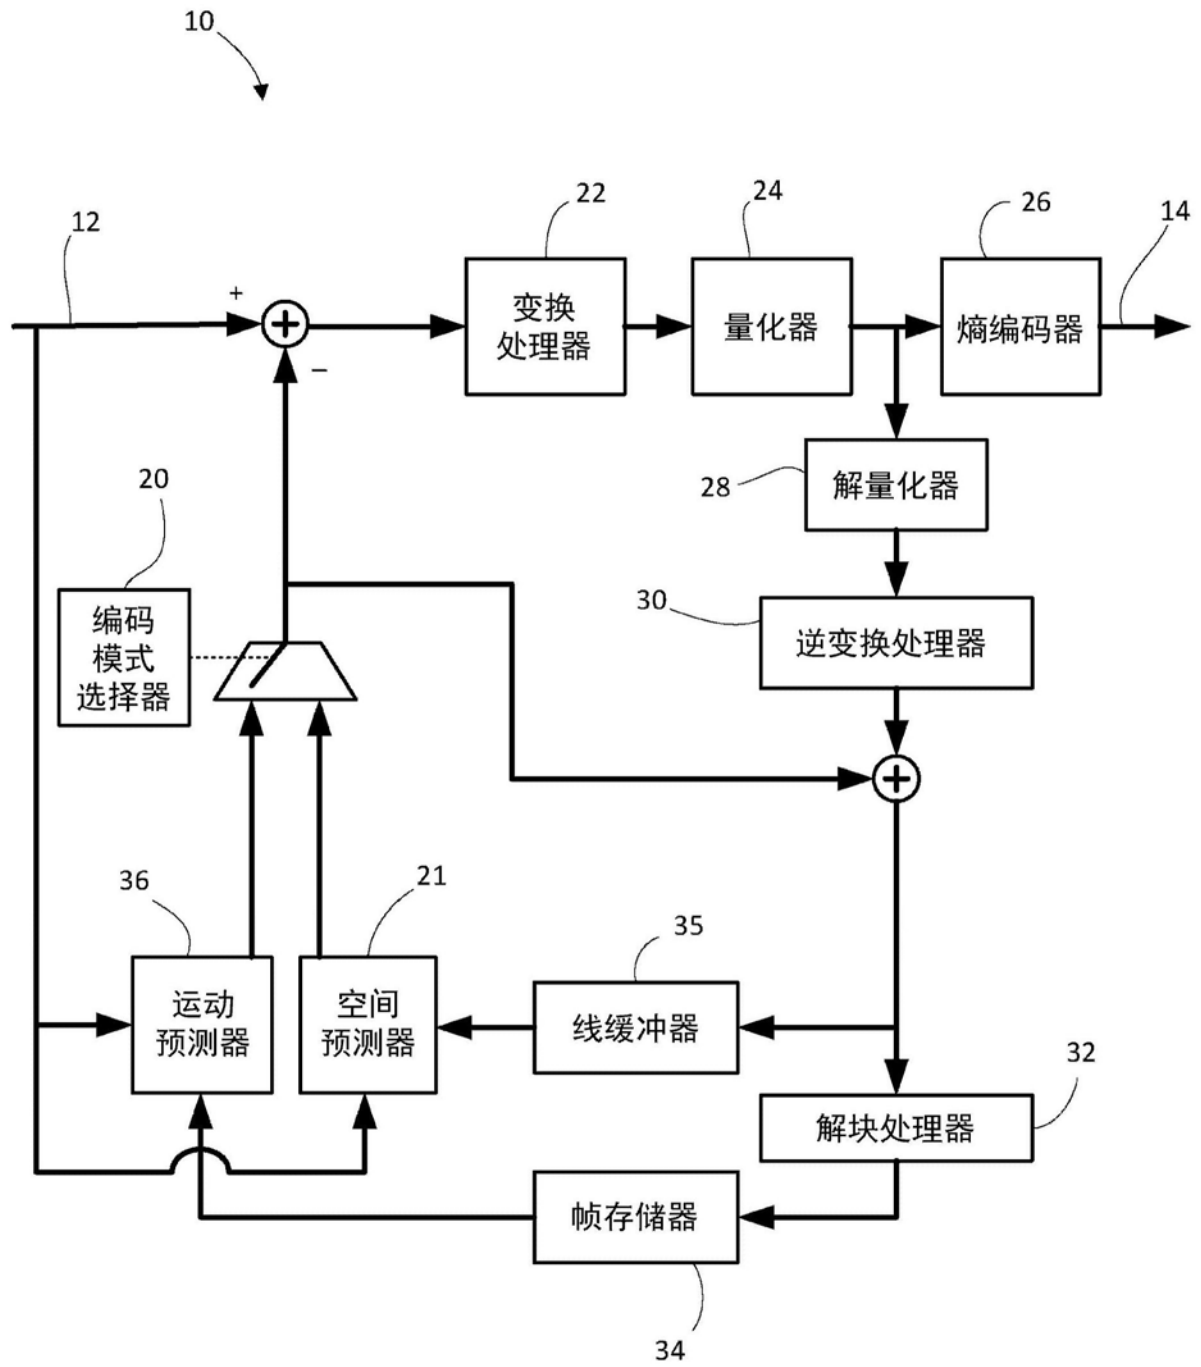 10
12
22
24
26
14
+
变换
处理器
量化器
熵编码器
−
20
28
解量化器
编码
模式
选择器
30
逆变换处理器
36
21
35
运动
预测器
空间
预测器
线缓冲器
32
解块处理器
帧存储器
34